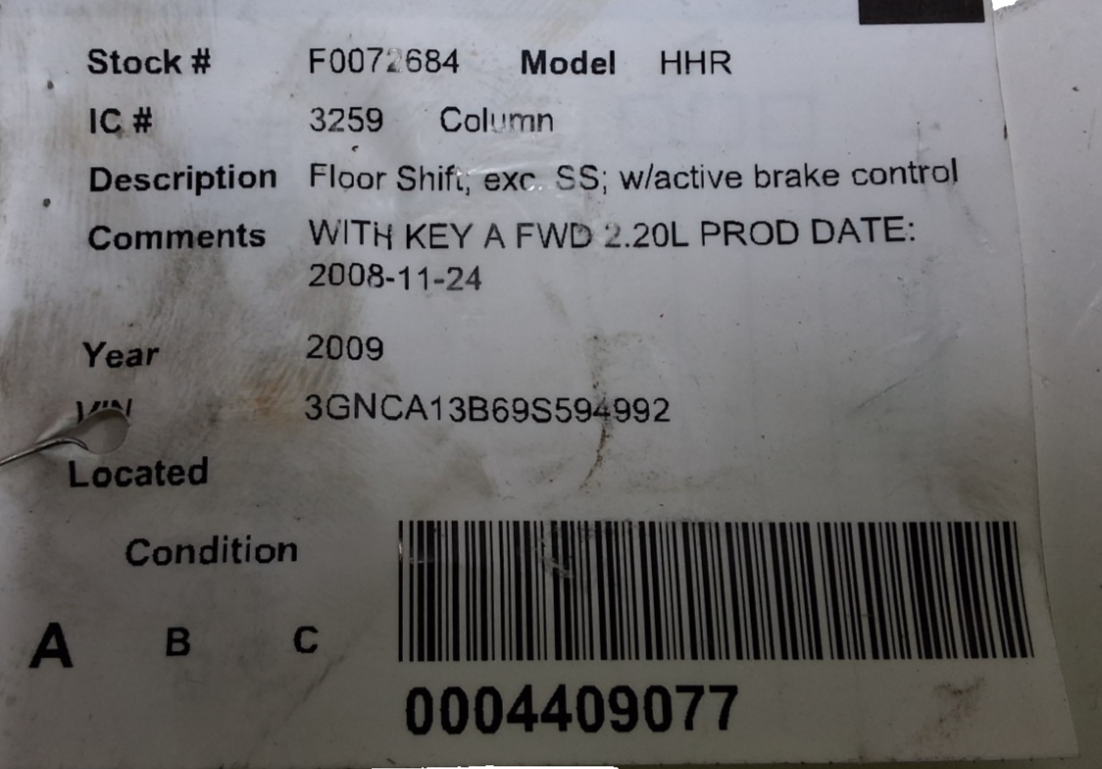 Stock # F0072684 Model HHR
IC # 3259 Column
Description Floor Shift, exc. SS; w/active brake control
Comments WITH KEY A FWD 2.20L PROD DATE:
2008-11-24
Year 2009
VIN 3GNCA13B69S594992
Located
Condition
A B C
0004409077